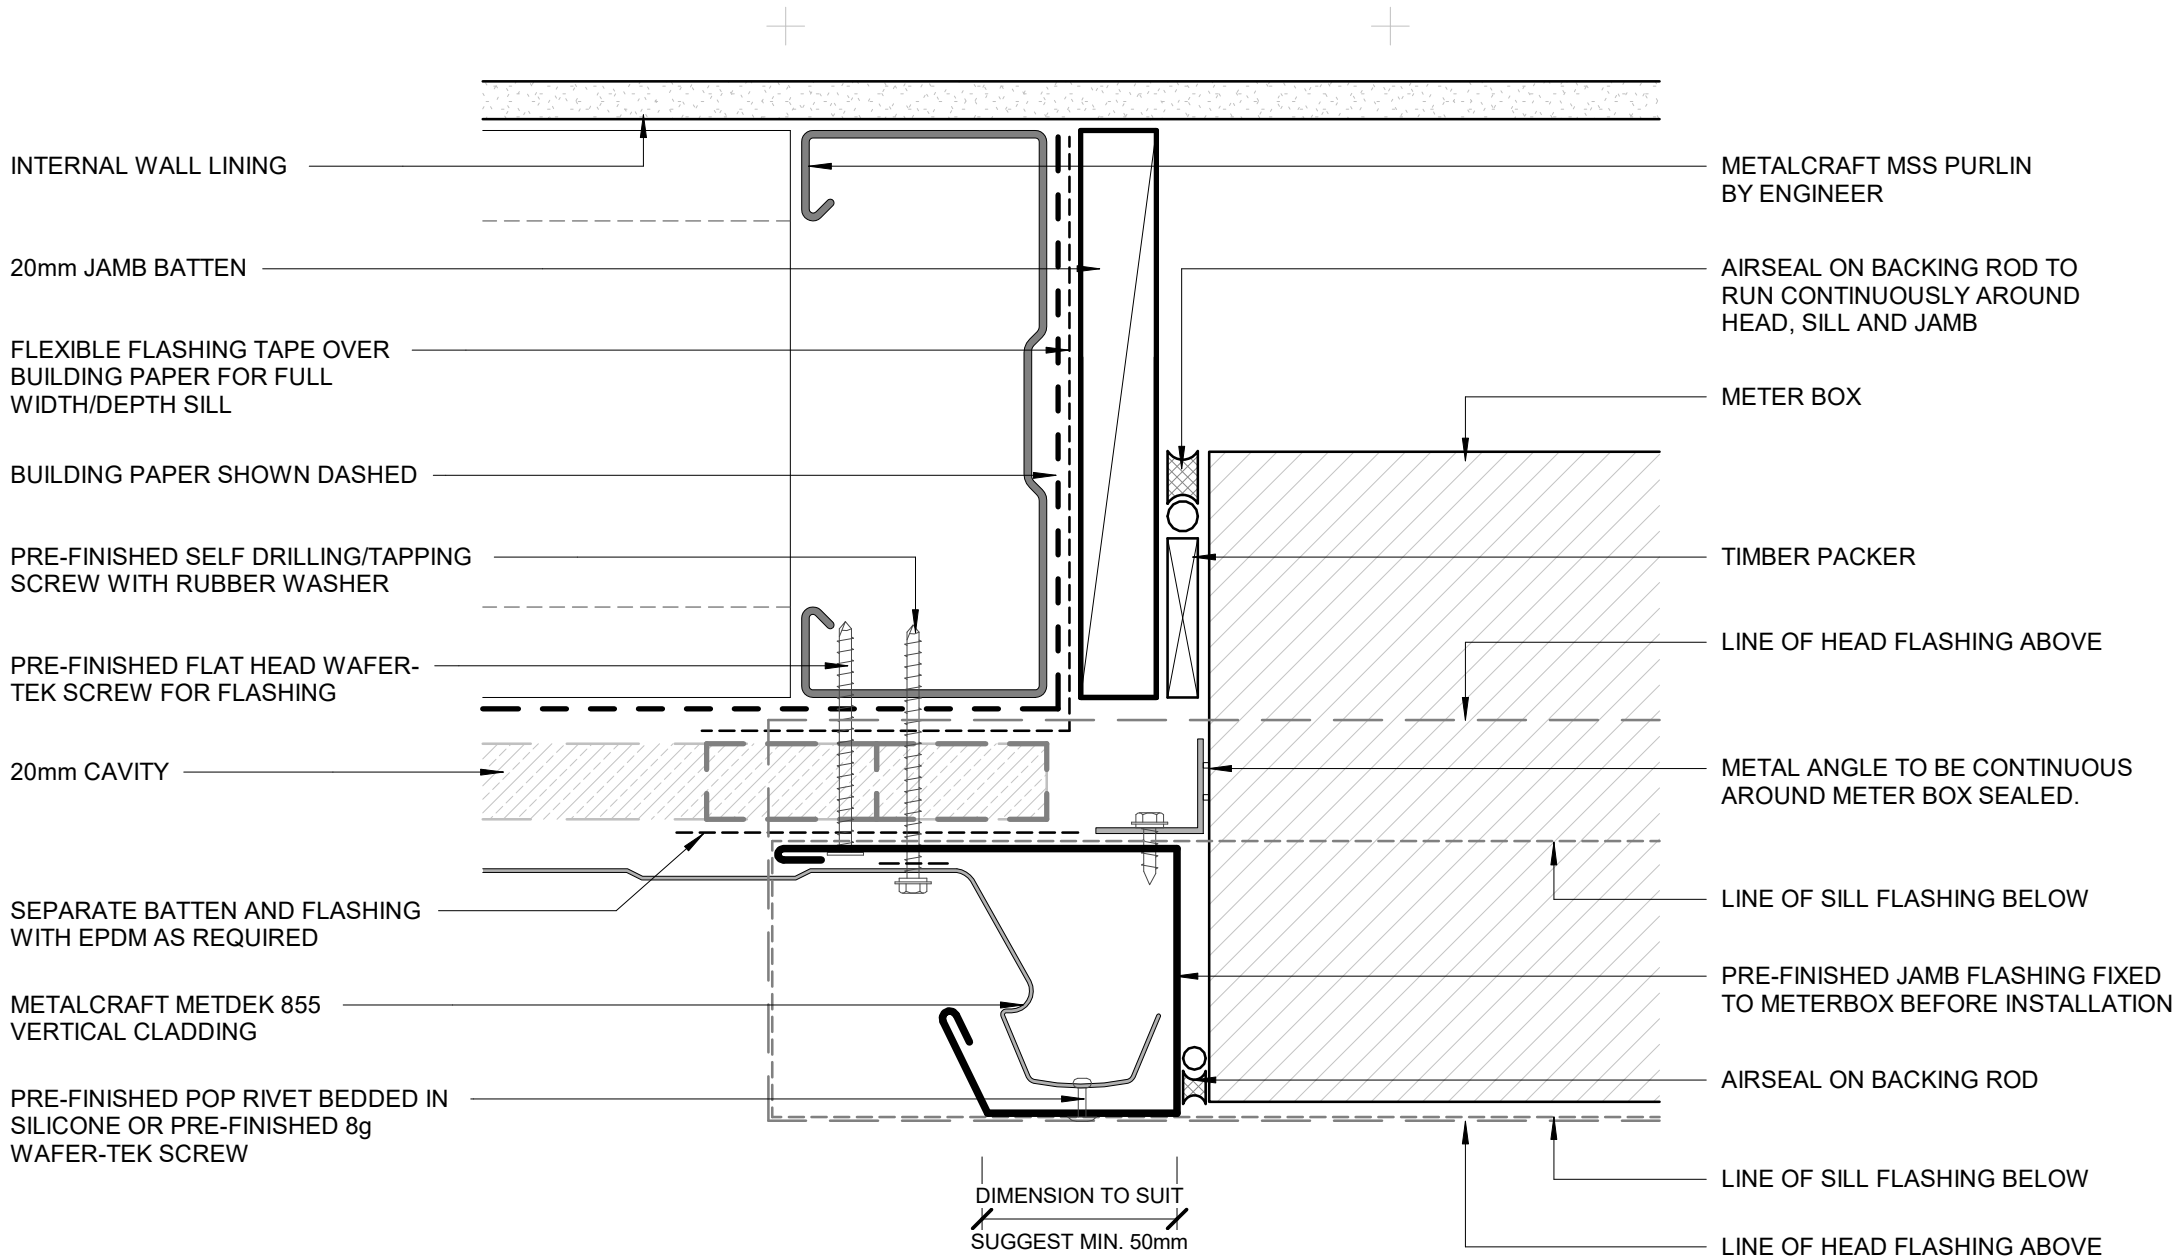 INTERNAL WALL LINING
20mm JAMB BATTEN
FLEXIBLE FLASHING TAPE OVER
BUILDING PAPER FOR FULL
WIDTH/DEPTH SILL
BUILDING PAPER SHOWN DASHED
PRE-FINISHED SELF DRILLING/TAPPING
SCREW WITH RUBBER WASHER
PRE-FINISHED FLAT HEAD WAFER-
TEK SCREW FOR FLASHING
20mm CAVITY
SEPARATE BATTEN AND FLASHING
WITH EPDM AS REQUIRED
METALCRAFT METDEK 855
VERTICAL CLADDING
PRE-FINISHED POP RIVET BEDDED IN
SILICONE OR PRE-FINISHED 8g
WAFER-TEK SCREW
DIMENSION TO SUIT
SUGGEST MIN. 50mm
METALCRAFT MSS PURLIN
BY ENGINEER
AIRSEAL ON BACKING ROD TO
RUN CONTINUOUSLY AROUND
HEAD, SILL AND JAMB
METER BOX
TIMBER PACKER
LINE OF HEAD FLASHING ABOVE
METAL ANGLE TO BE CONTINUOUS
AROUND METER BOX SEALED.
LINE OF SILL FLASHING BELOW
PRE-FINISHED JAMB FLASHING FIXED
TO METERBOX BEFORE INSTALLATION
AIRSEAL ON BACKING ROD
LINE OF SILL FLASHING BELOW
LINE OF HEAD FLASHING ABOVE